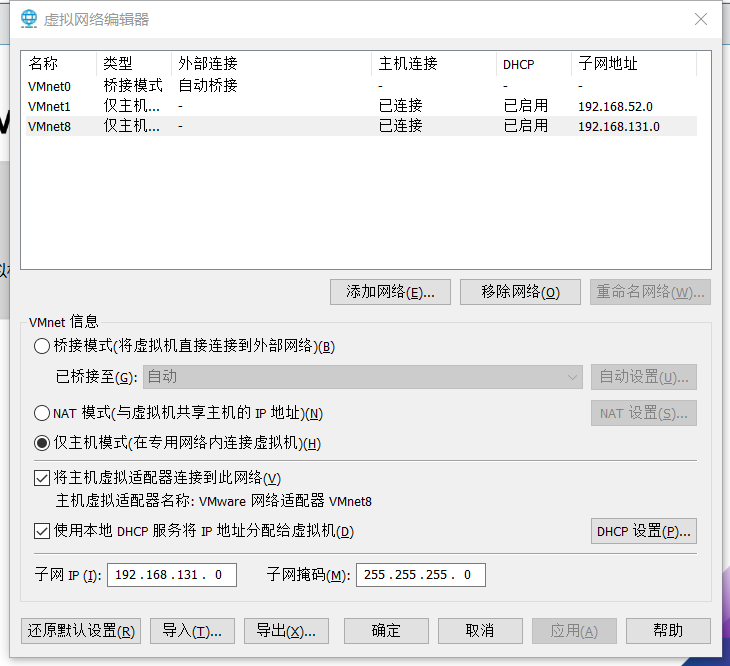 虚拟网络编辑器
名称 类型 外部连接 主机连接 DHCP 子网地址
VMnet0 桥接模式 自动桥接 - - -
VMnet1 仅主机... - 已连接 已启用 192.168.52.0
VMnet8 仅主机... - 已连接 已启用 192.168.131.0
添加网络(E)... 移除网络(O) 重命名网络(W)...
VMnet 信息
桥接模式(将虚拟机直接连接到外部网络)(B)
已桥接至(G): 自动 自动设置(U)...
NAT 模式(与虚拟机共享主机的 IP 地址)(N) NAT 设置(S)...
仅主机模式(在专用网络内连接虚拟机)(H)
将主机虚拟适配器连接到此网络(V)
主机虚拟适配器名称: VMware 网络适配器 VMnet8
使用本地 DHCP 服务将 IP 地址分配给虚拟机(D) DHCP 设置(P)...
子网 IP (I): 192.168.131. 0 子网掩码(M): 255.255.255. 0
还原默认设置(R) 导入(T)... 导出(X)... 确定 取消 应用(A) 帮助